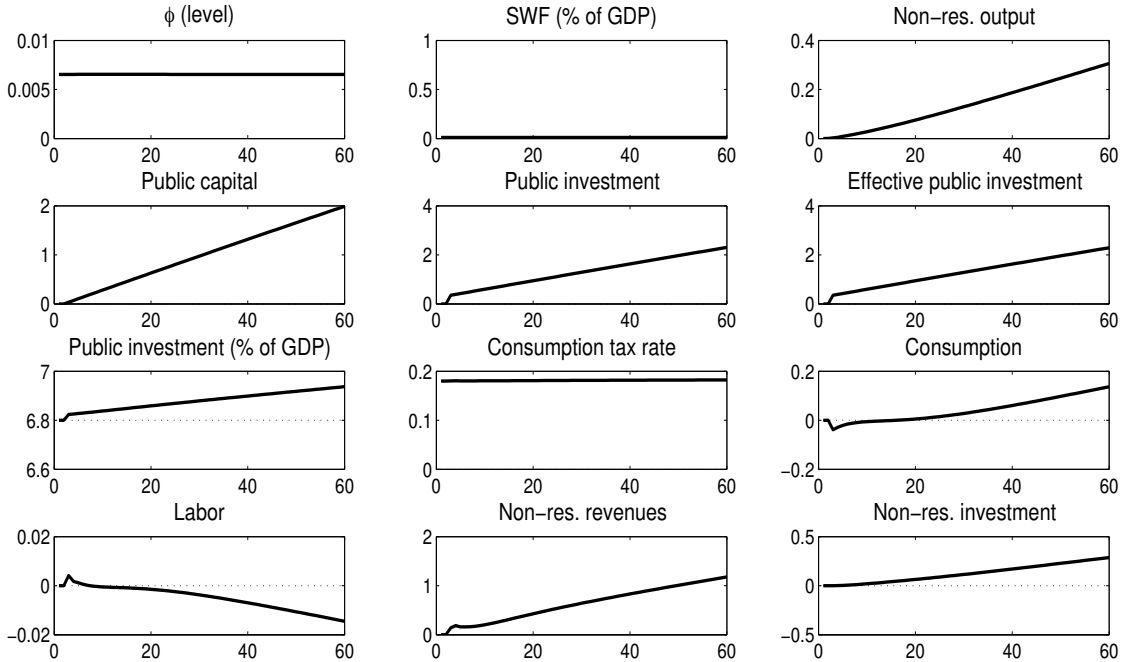 ϕ (level) SWF (% of GDP) Non−res. output
0.01 1 0.4
0.005 0.5 0.2
0 0 0
0 20 40 60 0 20 40 60 0 20 40 60
Public capital Public investment Effective public investment
2 4 4
1 2 2
0 0 0
0 20 40 60 0 20 40 60 0 20 40 60
Public investment (% of GDP) Consumption tax rate Consumption
7 0.2 0.2
6.8 0.1 0
6.6 0 −0.2
0 20 40 60 0 20 40 60 0 20 40 60
Labor Non−res. revenues Non−res. investment
0.02 2 0.5
0 1 0
−0.02 0 −0.5
0 20 40 60 0 20 40 60 0 20 40 60